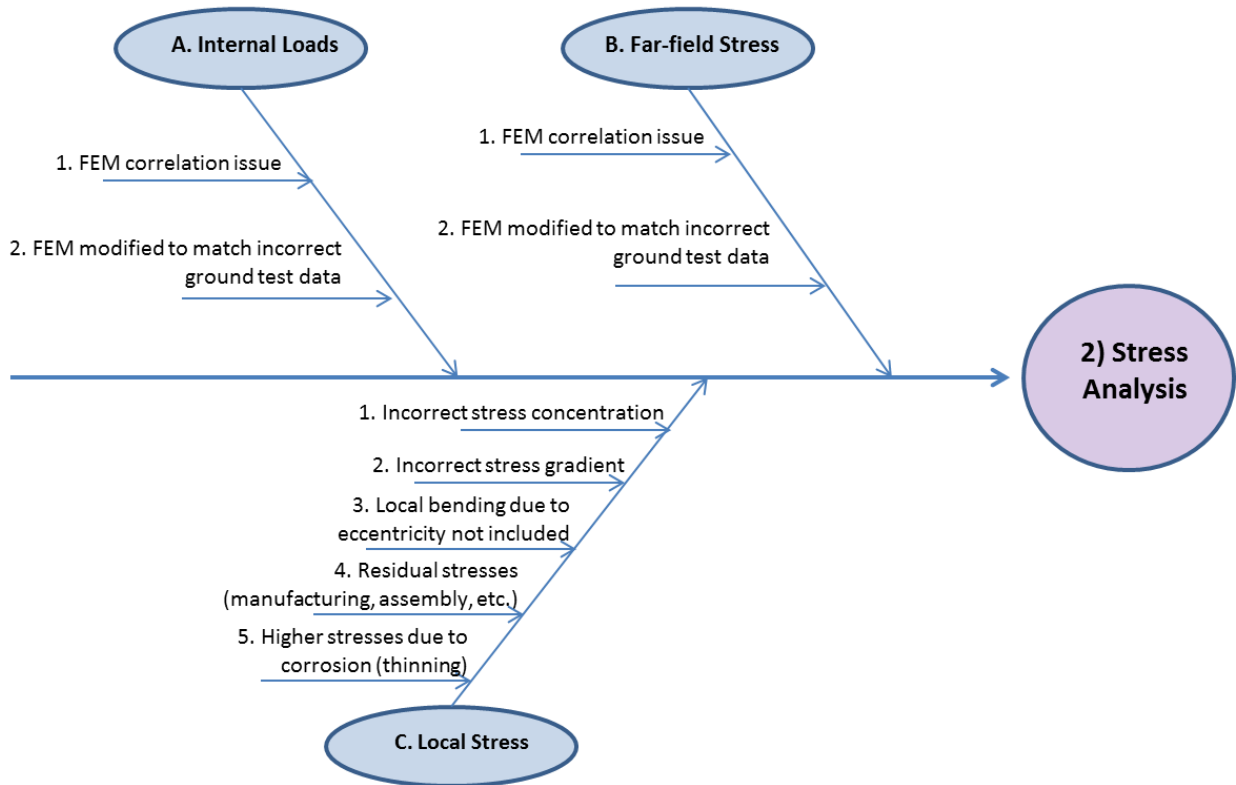 A. Internal Loads
B. Far-field Stress
1. FEM correlation issue
1. FEM correlation issue
2. FEM modified to match incorrect
ground test data
2. FEM modified to match incorrect
ground test data
2) Stress
Analysis
1. Incorrect stress concentration
2. Incorrect stress gradient
3. Local bending due to
eccentricity not included
4. Residual stresses
(manufacturing, assembly, etc.)
5. Higher stresses due to
corrosion (thinning)
C. Local Stress